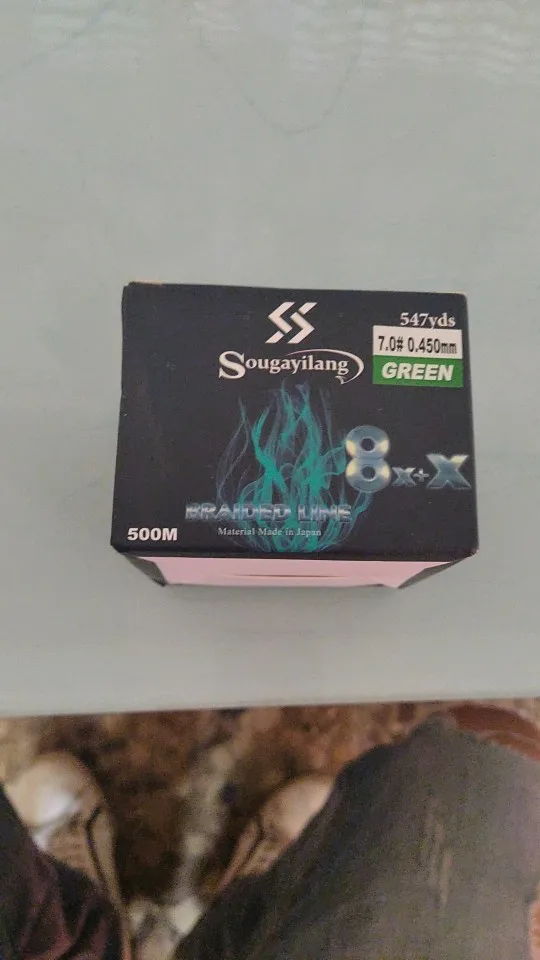 547yds
7.0# 0.450mm
Sougayilang
GREEN
8x+X
BRAIDED LINE
500M
Material Made in Japan